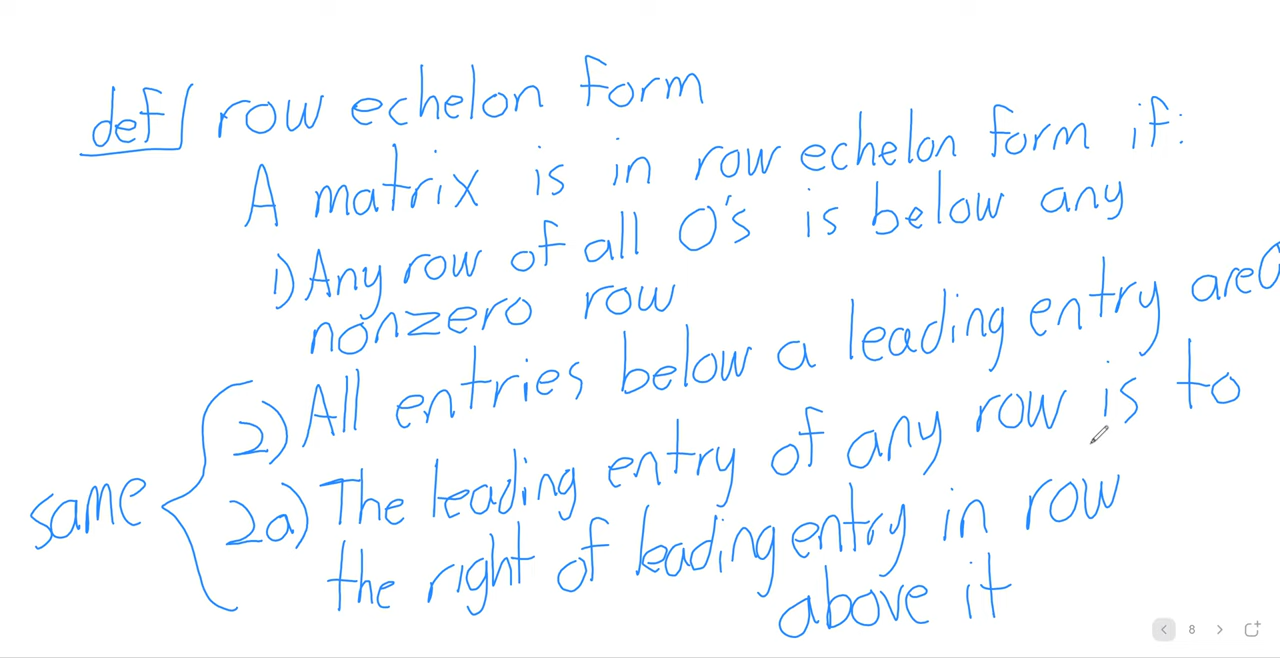 def/ row echelon form
A matrix is in row echelon form if:
1) Any row of all 0's is below any
nonzero row
2) All entries below a leading entry are 0
2a) The leading entry of any row is to
the right of leading entry in row
above it
same
8